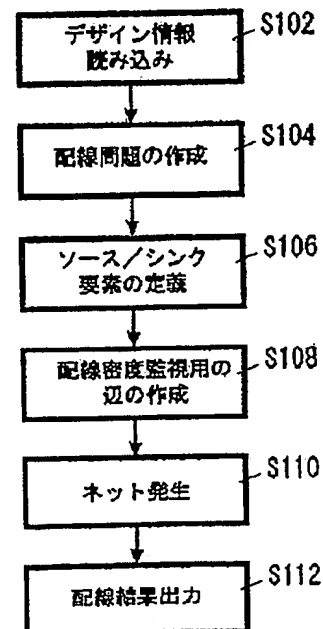 デザイン情報
読み込み
S102
配線問題の作成
S104
ソース/シンク
要素の定義
S106
配線密度監視用の
辺の作成
S108
ネット発生
S110
配線結果出力
S112